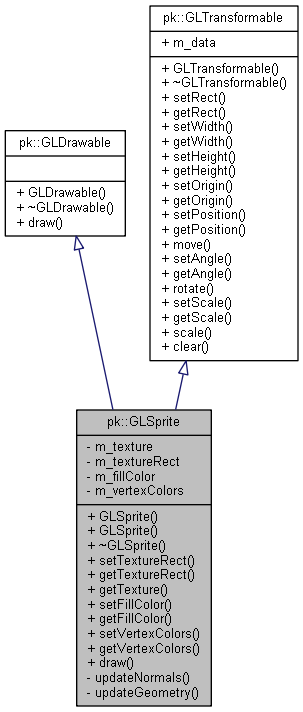 pk::GLTransformable
+ m_data
+ GLTransformable()
+ ~GLTransformable()
+ setRect()
+ getRect()
+ setWidth()
+ getWidth()
+ setHeight()
+ getHeight()
+ setOrigin()
+ getOrigin()
+ setPosition()
+ getPosition()
+ move()
+ setAngle()
+ getAngle()
+ rotate()
+ setScale()
+ getScale()
+ scale()
+ clear()
pk::GLDrawable
+ GLDrawable()
+ ~GLDrawable()
+ draw()
pk::GLSprite
- m_texture
- m_textureRect
- m_fillColor
- m_vertexColors
+ GLSprite()
+ GLSprite()
+ ~GLSprite()
+ setTextureRect()
+ getTextureRect()
+ getTexture()
+ setFillColor()
+ getFillColor()
+ setVertexColors()
+ getVertexColors()
+ draw()
- updateNormals()
- updateGeometry()